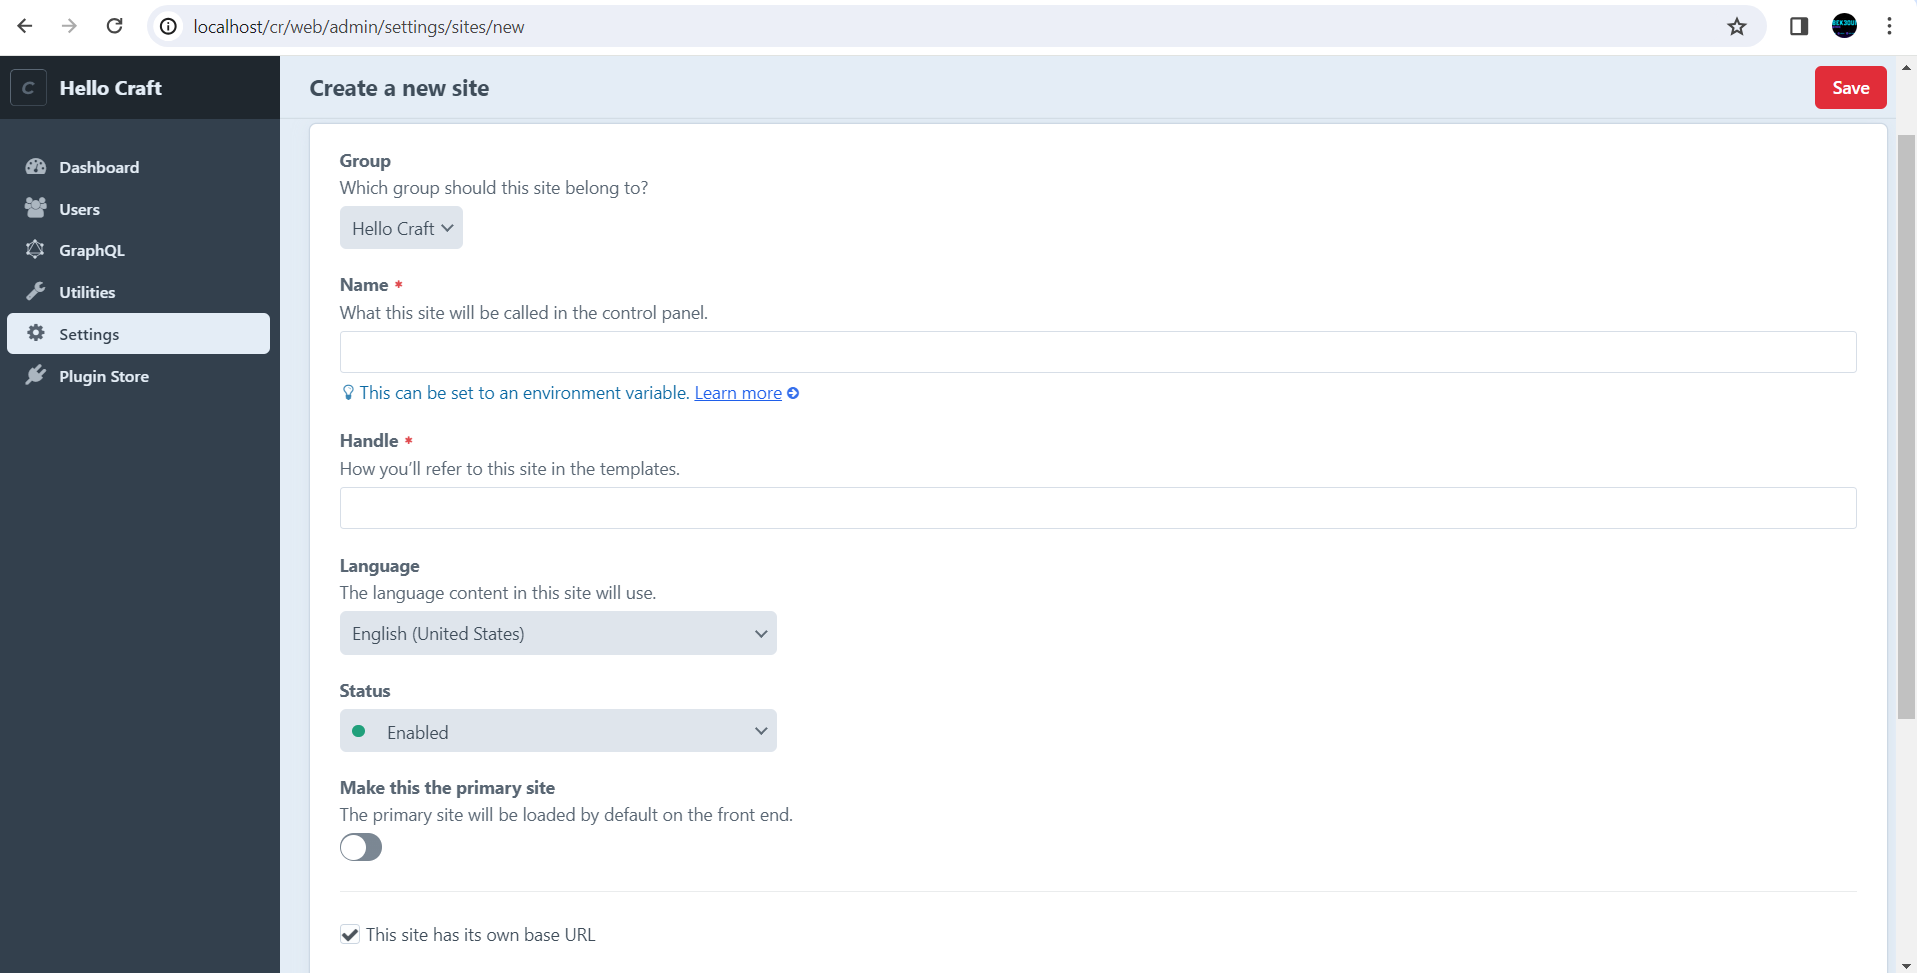 localhost/cr/web/admin/settings/sites/new
C Hello Craft
Create a new site
Save
Dashboard
Users
GraphQL
Utilities
Settings
Plugin Store
Group
Which group should this site belong to?
Hello Craft
Name *
What this site will be called in the control panel.
This can be set to an environment variable. Learn more
Handle *
How you’ll refer to this site in the templates.
Language
The language content in this site will use.
English (United States)
Status
Enabled
Make this the primary site
The primary site will be loaded by default on the front end.
This site has its own base URL